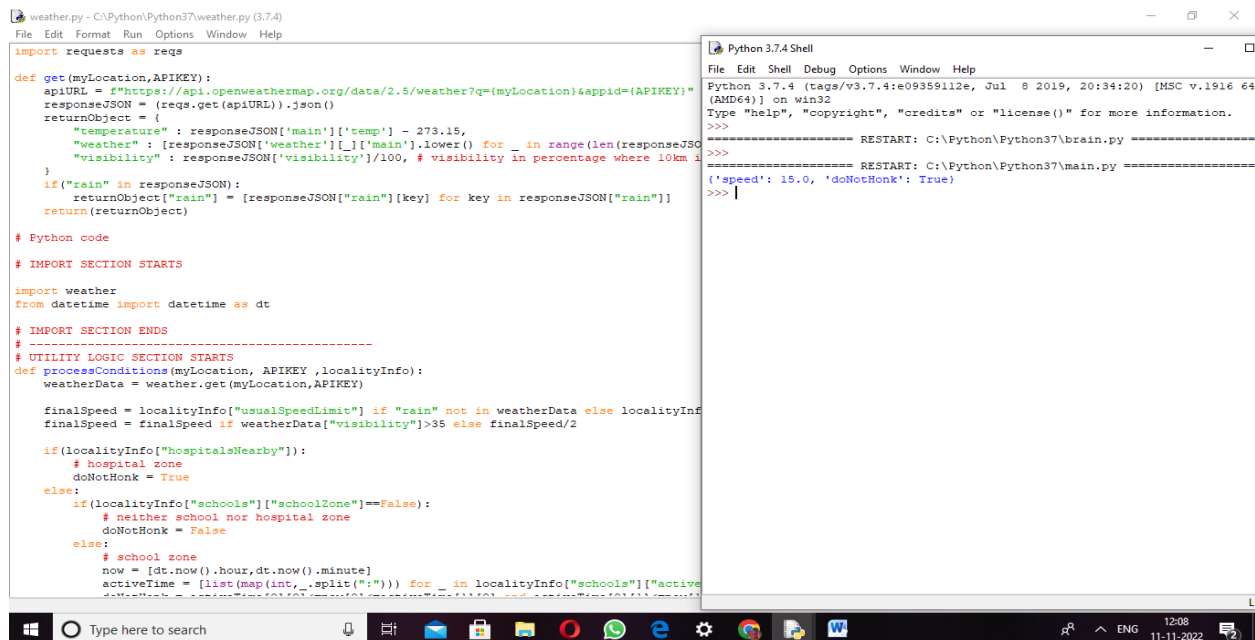 weather.py - C:\Python\Python37\weather.py (3.7.4)
File Edit Format Run Options Window Help
import requests as reqs
def get(myLocation,APIKEY):
    apiURL = f"https://api.openweathermap.org/data/2.5/weather?q={myLocation}&appid={APIKEY}"
    responseJSON = (reqs.get(apiURL)).json()
    returnObject = {
        "temperature" : responseJSON['main']['temp'] - 273.15,
        "weather" : [responseJSON['weather'][_]['main'].lower() for _ in range(len(responseJSO
        "visibility" : responseJSON['visibility']/100, # visibility in percentage where 10km i
    }
    if("rain" in responseJSON):
        returnObject["rain"] = [responseJSON["rain"][key] for key in responseJSON["rain"]]
    return(returnObject)
# Python code
# IMPORT SECTION STARTS
import weather
from datetime import datetime as dt
# IMPORT SECTION ENDS
# -----------------------------------------------
# UTILITY LOGIC SECTION STARTS
def processConditions(myLocation, APIKEY ,localityInfo):
    weatherData = weather.get(myLocation,APIKEY)
    finalSpeed = localityInfo["usualSpeedLimit"] if "rain" not in weatherData else localityInf
    finalSpeed = finalSpeed if weatherData["visibility"]>35 else finalSpeed/2
    if(localityInfo["hospitalsNearby"]):
        # hospital zone
        doNotHonk = True
    else:
        if(localityInfo["schools"]["schoolZone"]==False):
            # neither school nor hospital zone
            doNotHonk = False
        else:
            # school zone
            now = [dt.now().hour,dt.now().minute]
            activeTime = [list(map(int,_.split(":"))) for _ in localityInfo["schools"]["active
Python 3.7.4 Shell
File Edit Shell Debug Options Window Help
Python 3.7.4 (tags/v3.7.4:e09359112e, Jul  8 2019, 20:34:20) [MSC v.1916 64
(AMD64)] on win32
Type "help", "copyright", "credits" or "license()" for more information.
>>>
==================== RESTART: C:\Python\Python37\brain.py =================
>>>
==================== RESTART: C:\Python\Python37\main.py ==================
{'speed': 15.0, 'doNotHonk': True}
>>>
L
Type here to search
ENG
12:08
11-11-2022